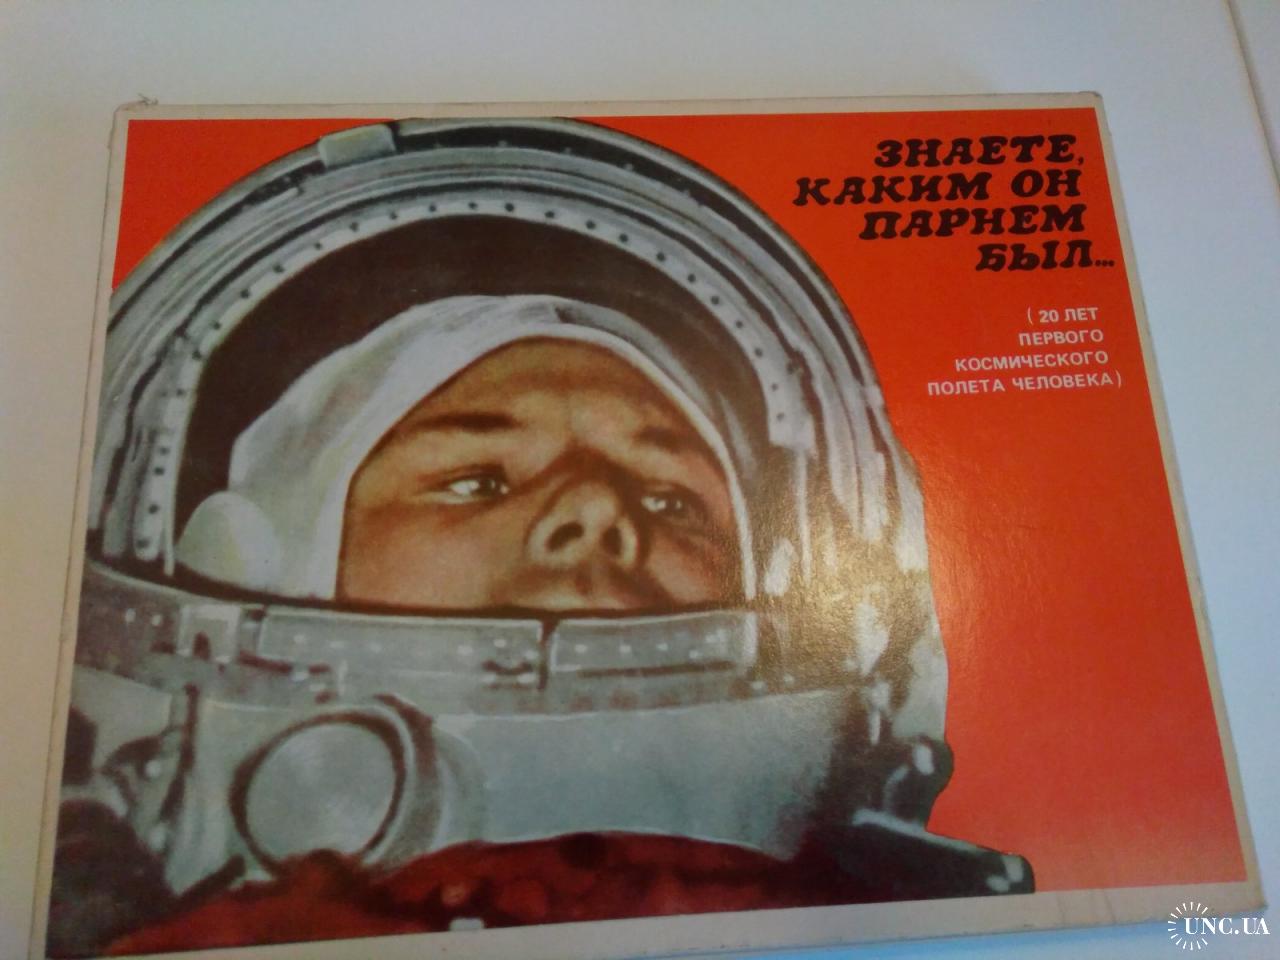 ЗНАЕТЕ,
КАКИМ ОН
ПАРНЕМ
БЫЛ...
(20 ЛЕТ
ПЕРВОГО
КОСМИЧЕСКОГО
ПОЛЕТА ЧЕЛОВЕКА)
UNC.UA